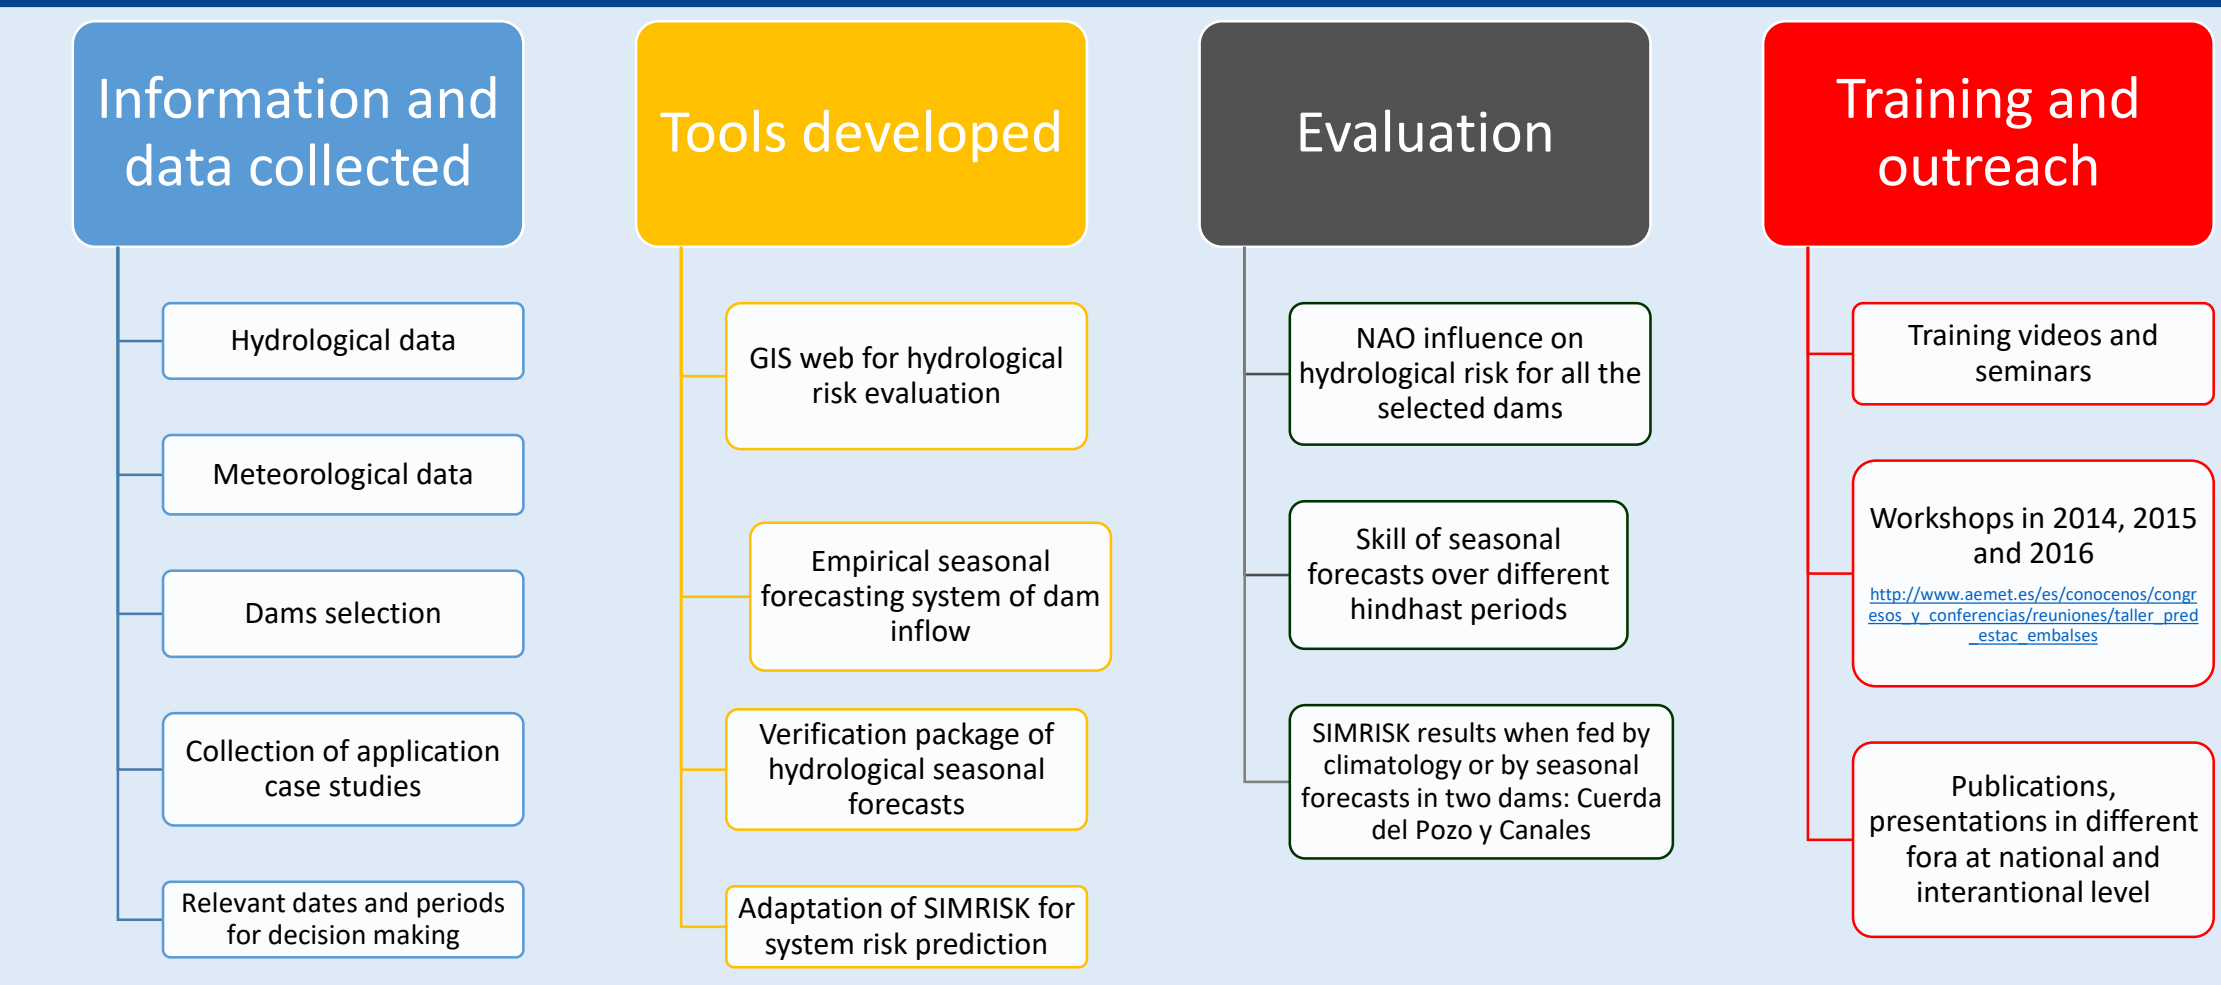 Information and
data collected
Hydrological data
Meteorological data
Dams selection
Collection of application
case studies
Relevant dates and periods
for decision making
Tools developed
GIS web for hydrological
risk evaluation
Empirical seasonal
forecasting system of dam
inflow
Verification package of
hydrological seasonal
forecasts
Adaptation of SIMRISK for
system risk prediction
Evaluation
NAO influence on
hydrological risk for all the
selected dams
Skill of seasonal
forecasts over different
hindhast periods
SIMRISK results when fed by
climatology or by seasonal
forecasts in two dams: Cuerda
del Pozo y Canales
Training and
outreach
Training videos and
seminars
Workshops in 2014, 2015
and 2016
http://www.aemet.es/es/conocenos/congr
esos_y_conferencias/reuniones/taller_pred
_estac_embalses
Publications,
presentations in different
fora at national and
interantional level